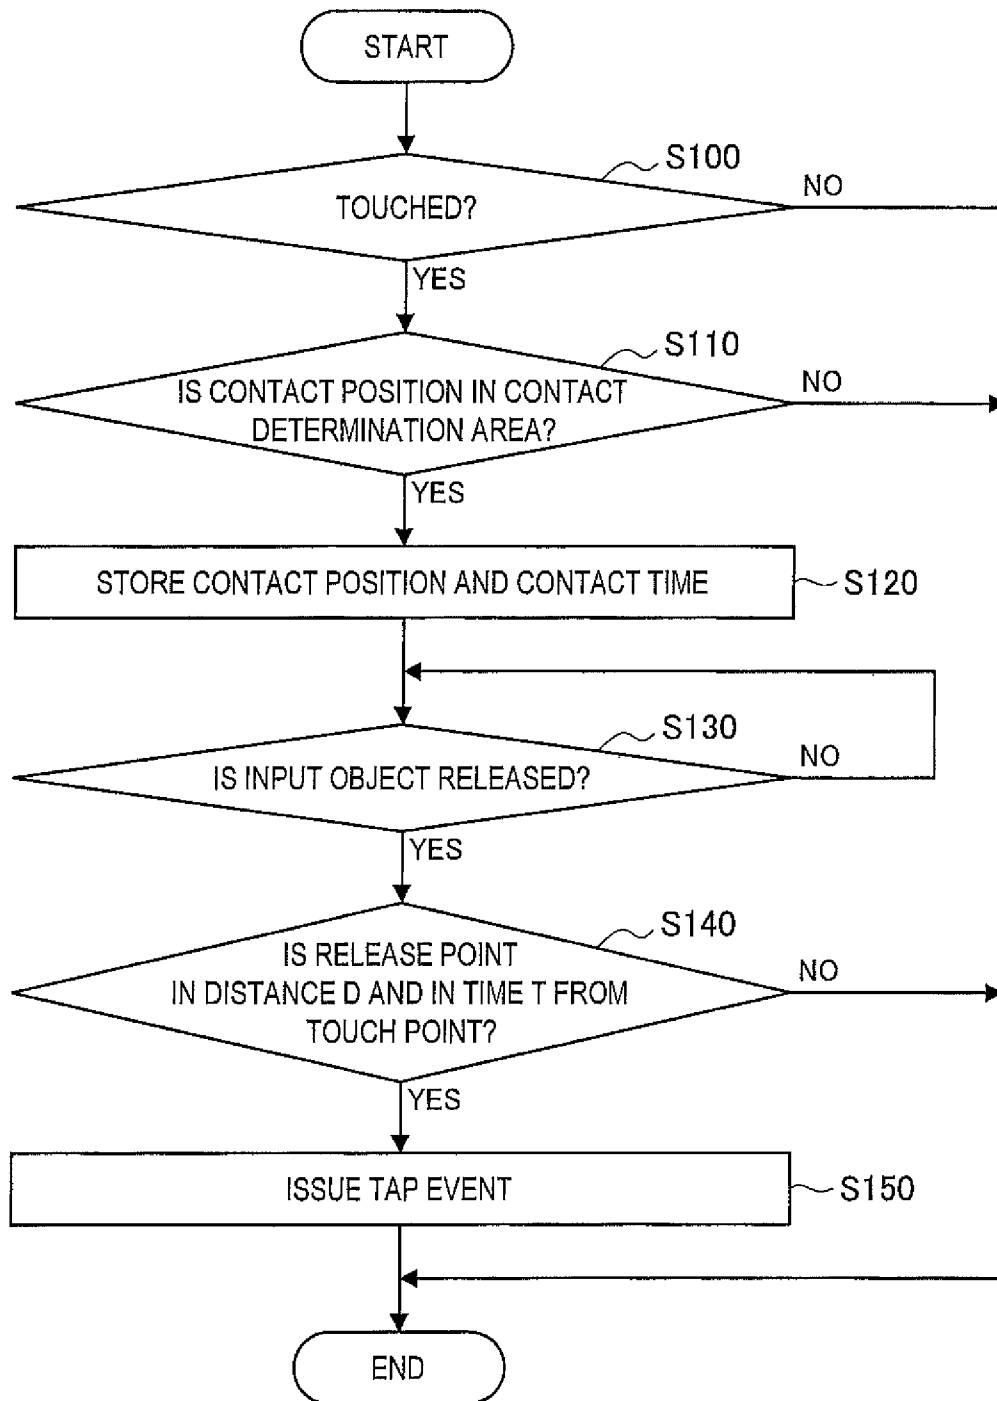 START
S100
TOUCHED?
NO
YES
S110
IS CONTACT POSITION IN CONTACT
DETERMINATION AREA?
NO
YES
STORE CONTACT POSITION AND CONTACT TIME
S120
S130
IS INPUT OBJECT RELEASED?
NO
YES
S140
IS RELEASE POINT
IN DISTANCE D AND IN TIME T FROM
TOUCH POINT?
NO
YES
ISSUE TAP EVENT
S150
END